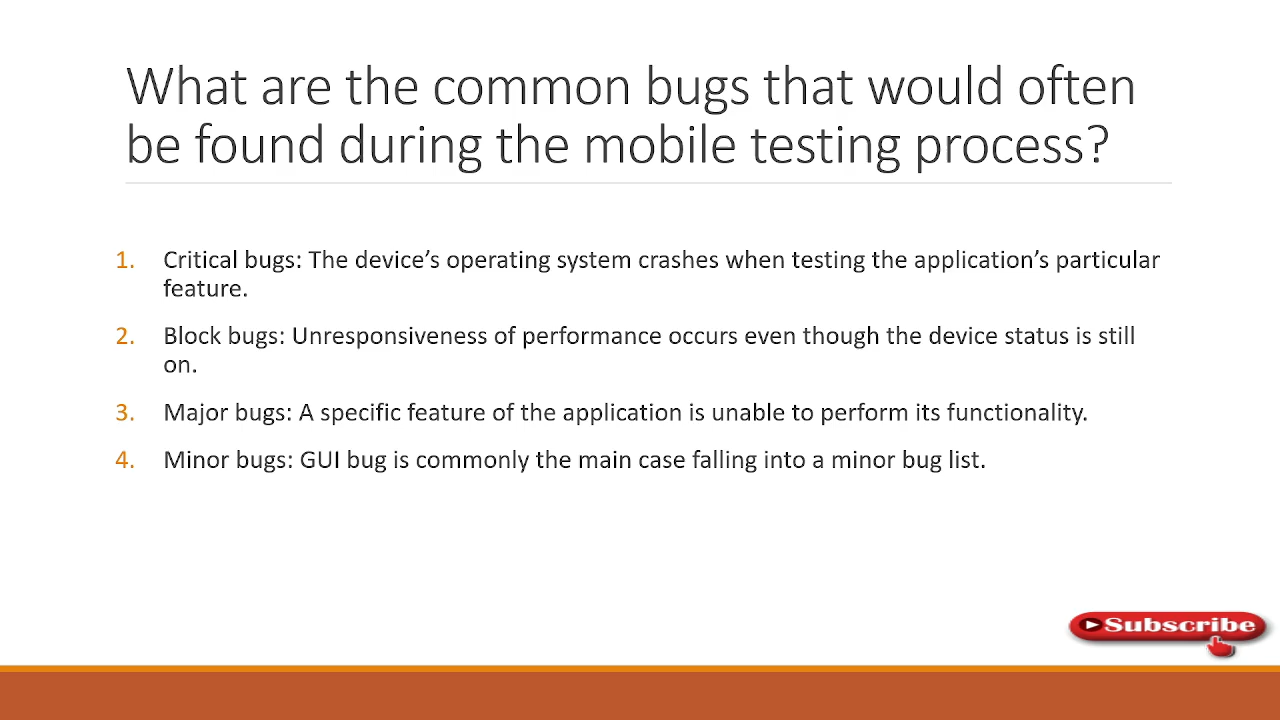 What are the common bugs that would often
be found during the mobile testing process?
1. Critical bugs: The device’s operating system crashes when testing the application’s particular
feature.
2. Block bugs: Unresponsiveness of performance occurs even though the device status is still
on.
3. Major bugs: A specific feature of the application is unable to perform its functionality.
4. Minor bugs: GUI bug is commonly the main case falling into a minor bug list.
Subscribe